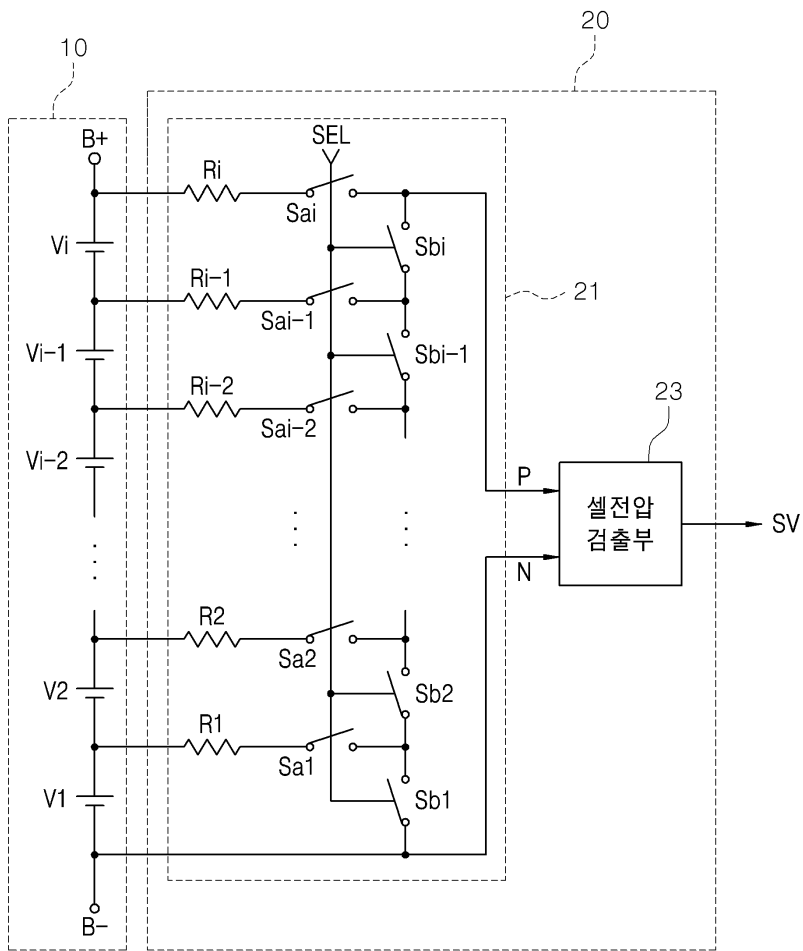 10
20
B+
SEL
Ri
Sai
Vi
Sbi
Ri-1
21
Sai-1
Vi-1
Sbi-1
Ri-2
Sai-2
23
Vi-2
P
셀전압
SV
검출부
N
R2
Sa2
V2
Sb2
R1
Sa1
V1
Sb1
B-